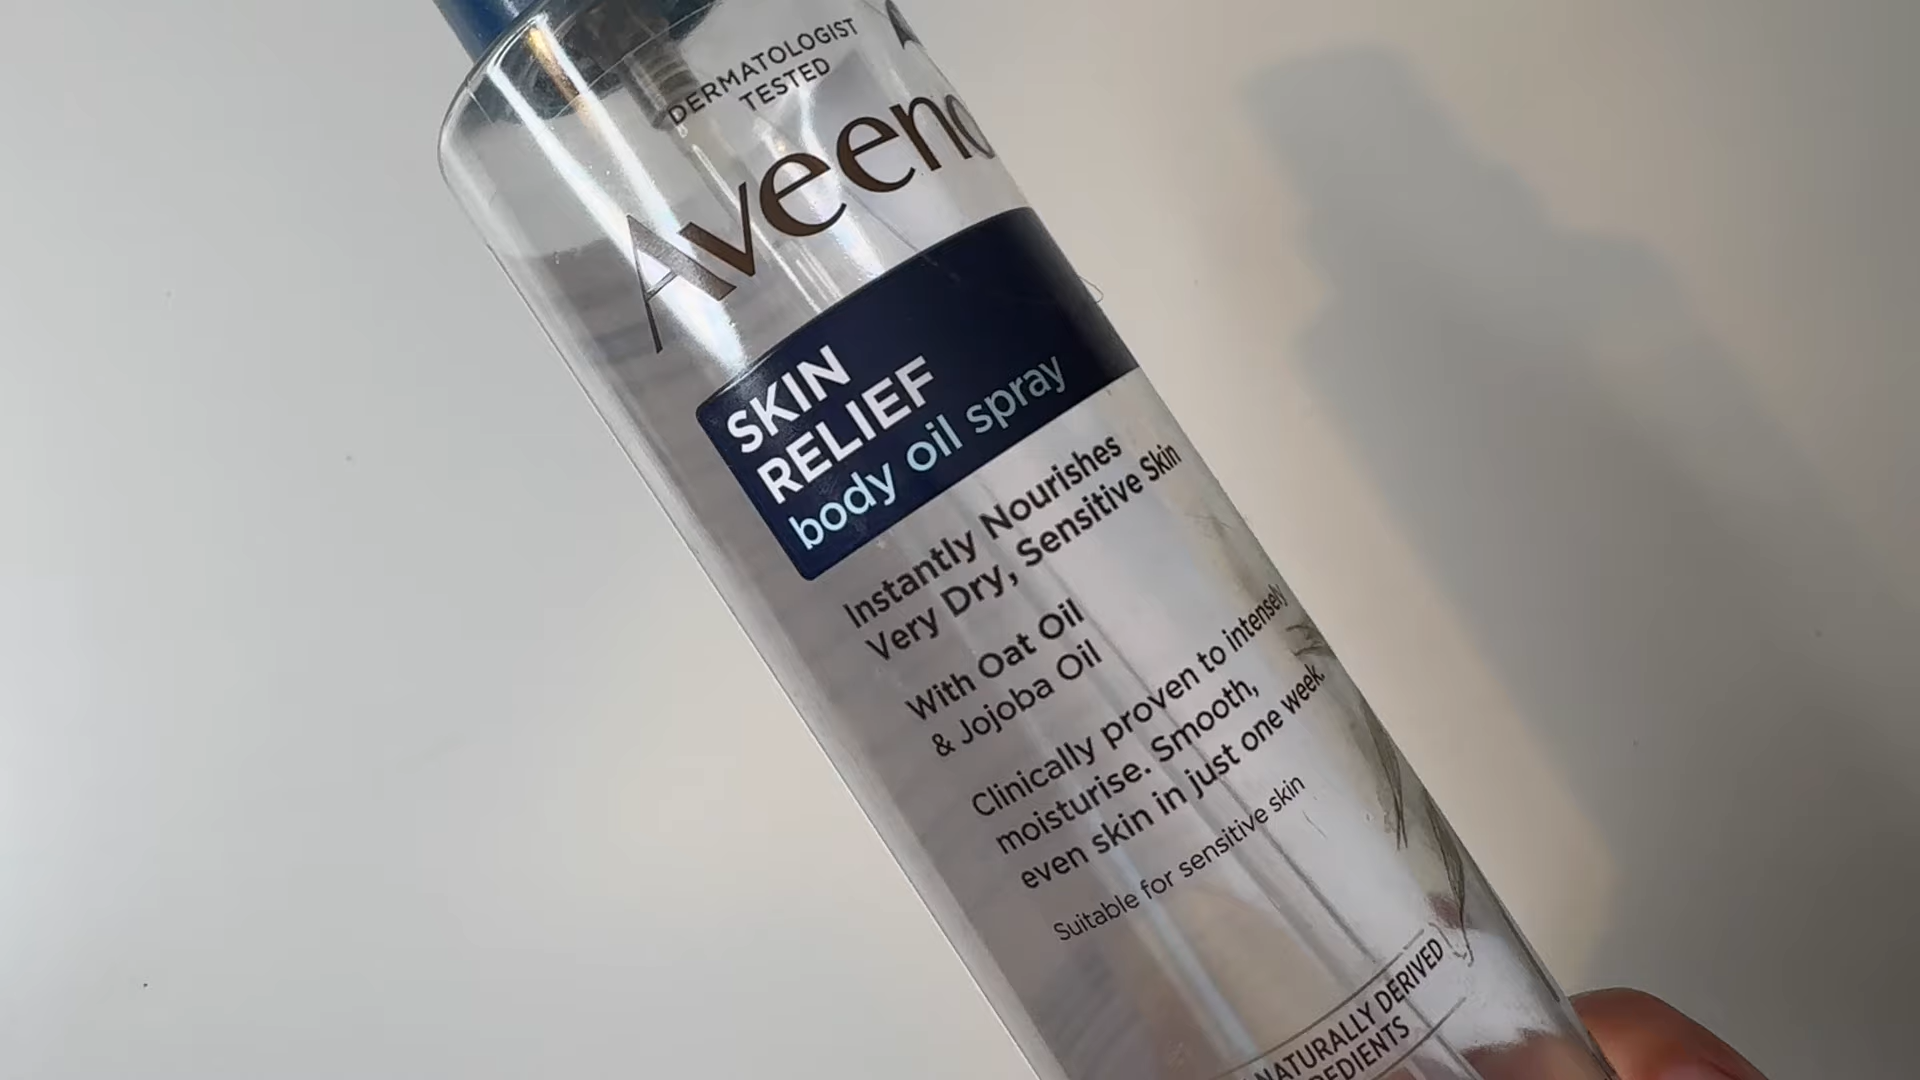 DERMATOLOGIST
TESTED
Aveeno
SKIN
RELIEF
body oil spray
Instantly Nourishes
Very Dry, Sensitive Skin
With Oat Oil
& Jojoba Oil
Clinically proven to intensely
moisturise. Smooth,
even skin in just one week.
Suitable for sensitive skin
NATURALLY DERIVED